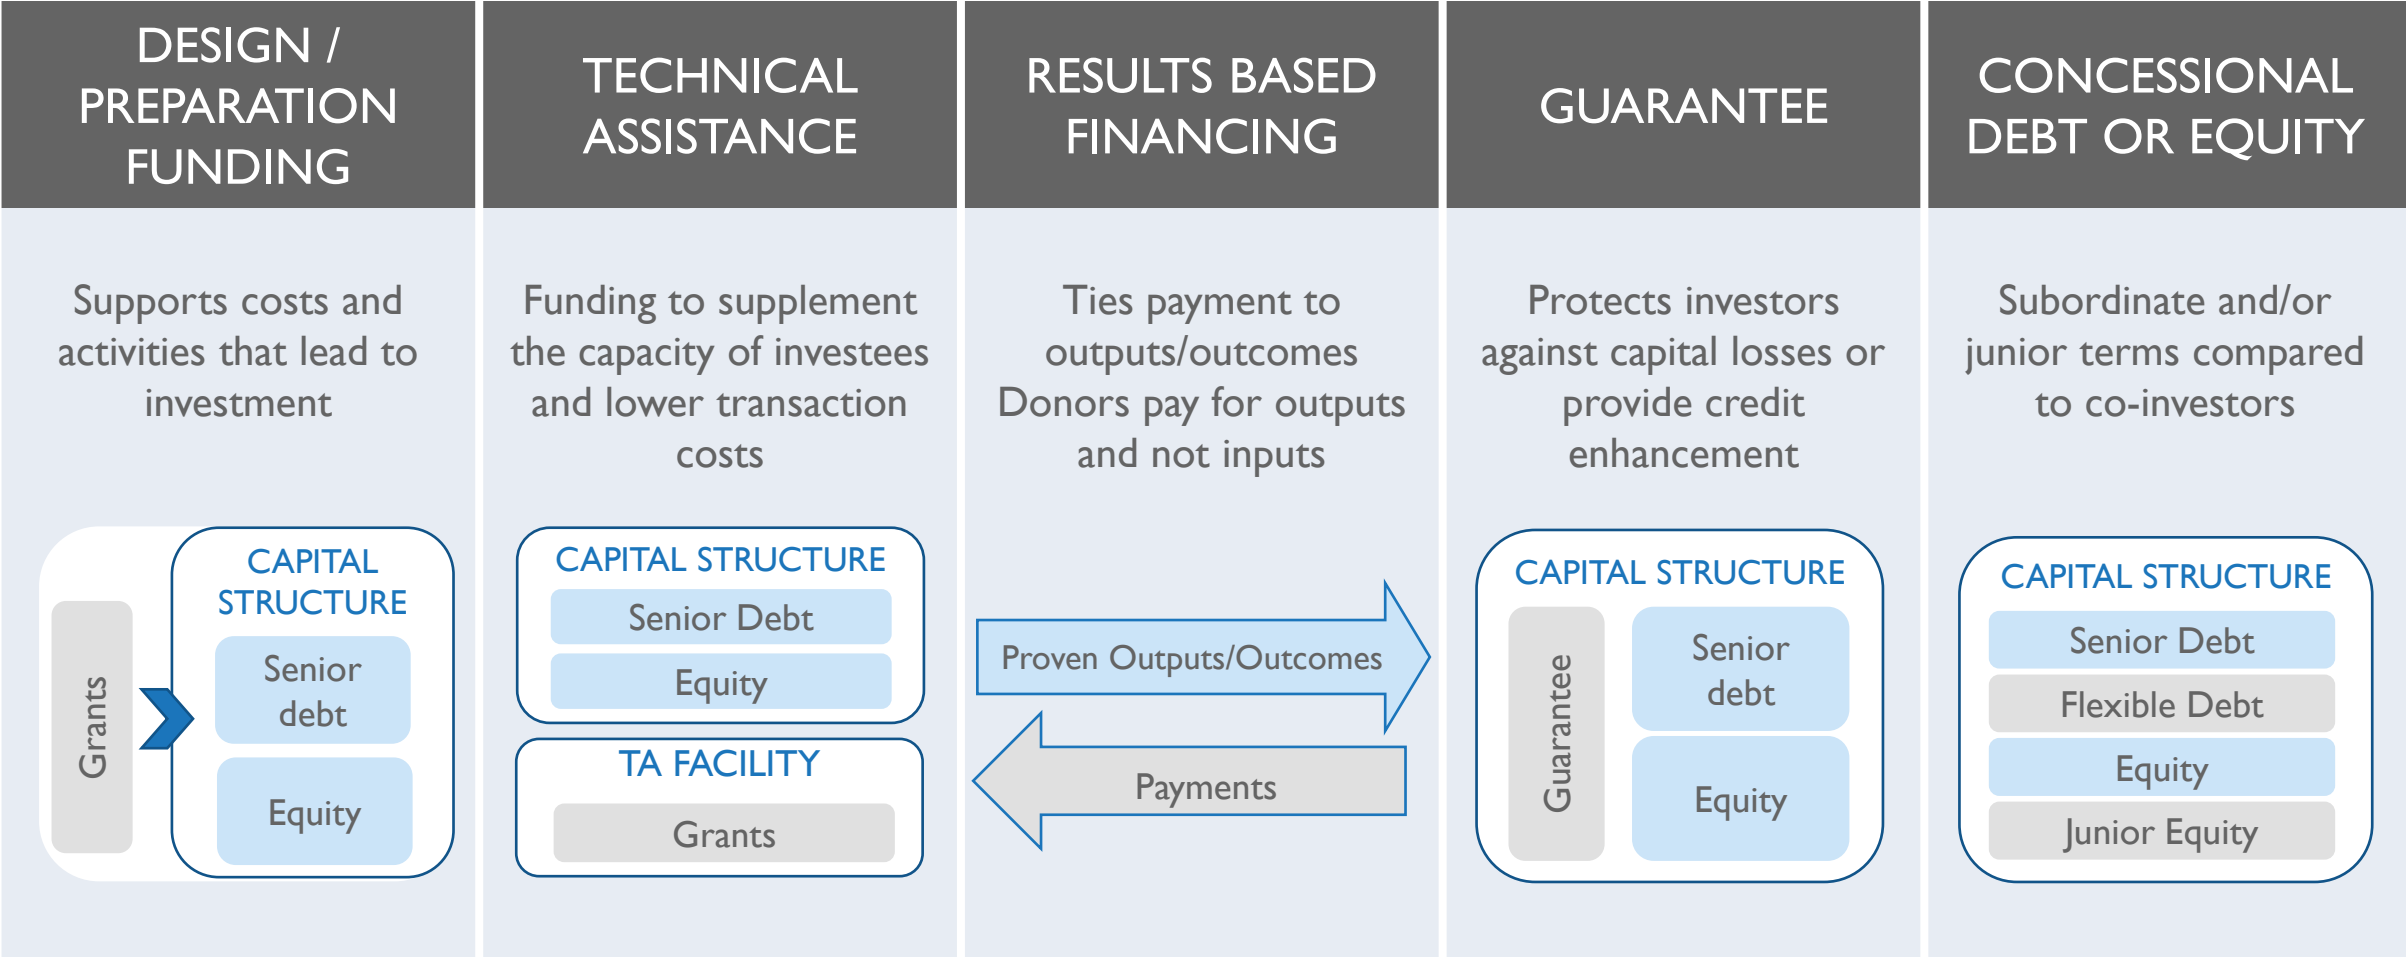 DESIGN /
PREPARATION
FUNDING
Supports costs and
activities that lead to
investment
Grants
CAPITAL
STRUCTURE
Senior
debt
Equity
TECHNICAL
ASSISTANCE
Funding to supplement
the capacity of investees
and lower transaction
costs
CAPITAL STRUCTURE
Senior Debt
Equity
TA FACILITY
Grants
RESULTS BASED
FINANCING
Ties payment to
outputs/outcomes
Donors pay for outputs
and not inputs
Proven Outputs/Outcomes
Payments
GUARANTEE
Protects investors
against capital losses or
provide credit
enhancement
CAPITAL STRUCTURE
Guarantee
Senior
debt
Equity
CONCESSIONAL
DEBT OR EQUITY
Subordinate and/or
junior terms compared
to co-investors
CAPITAL STRUCTURE
Senior Debt
Flexible Debt
Equity
Junior Equity